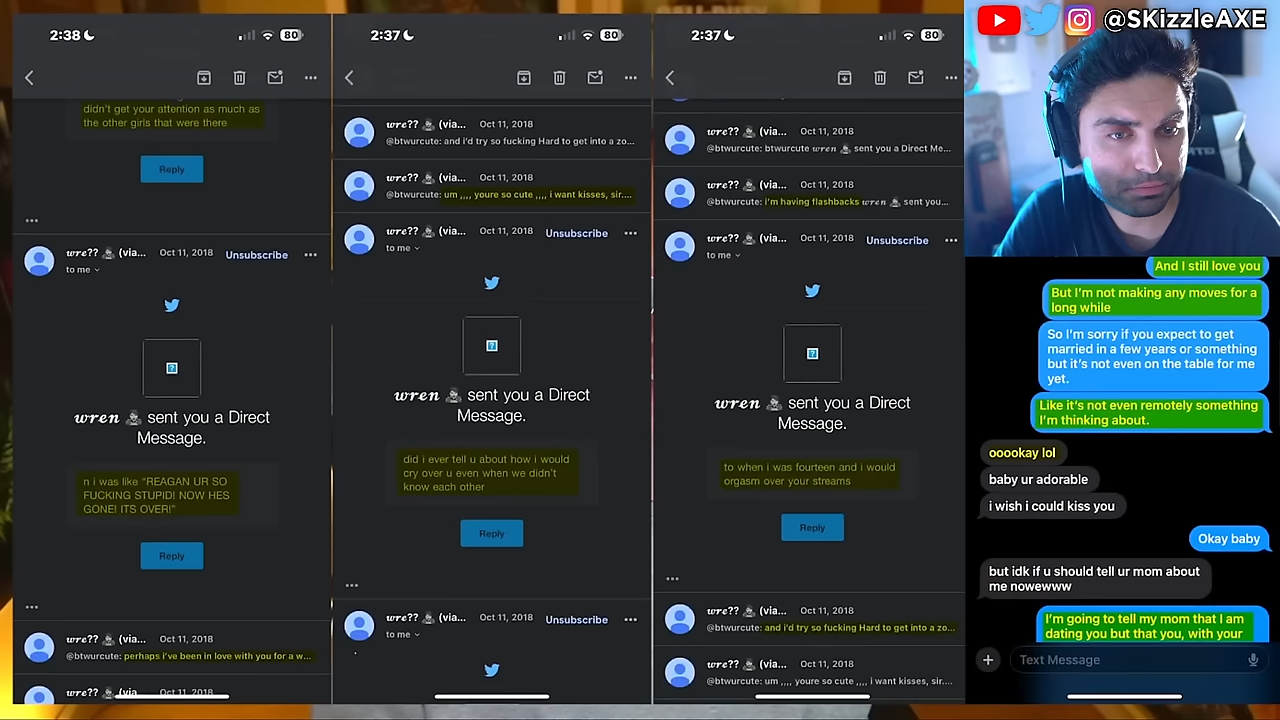 2:38
80
didn't get your attention as much as
the other girls that were there
Reply
wre?? (via...
Oct 11, 2018
Unsubscribe
to me
wren sent you a Direct
Message.
n i was like “REAGAN UR SO
FUCKING STUPID! NOW HES
GONE! ITS OVER!”
Reply
wre?? (via...
Oct 11, 2018
@btwurcute: perhaps i've been in love with you for a w...
wre?? (via
Oct 11, 2018
2:37
80
wre?? (via...
Oct 11, 2018
@btwurcute: and i'd try so fucking Hard to get into a zo...
wre?? (via...
Oct 11, 2018
@btwurcute: um ,,,, youre so cute ,,,, i want kisses, sir....
wre?? (via...
Oct 11, 2018
Unsubscribe
to me
wren sent you a Direct
Message.
did i ever tell u about how i would
cry over u even when we didn't
know each other
Reply
wre?? (via...
Oct 11, 2018
Unsubscribe
to me
2:37
80
wre?? (via...
Oct 11, 2018
@btwurcute: btwurcute wren sent you a Direct Me...
wre?? (via...
Oct 11, 2018
@btwurcute: i'm having flashbacks wren sent you...
wre?? (via...
Oct 11, 2018
Unsubscribe
to me
wren sent you a Direct
Message.
to when i was fourteen and i would
orgasm over your streams
Reply
wre?? (via...
Oct 11, 2018
@btwurcute: and i'd try so fucking Hard to get into a zo...
wre?? (via...
Oct 11, 2018
@btwurcute: um ,,,, youre so cute ,,,, i want kisses, sir....
@SKizzleAXE
And I still love you
But I'm not making any moves for a
long while
So I'm sorry if you expect to get
married in a few years or something
but it's not even on the table for me
yet.
Like it's not even remotely something
I'm thinking about.
ooookay lol
baby ur adorable
i wish i could kiss you
Okay baby
but idk if u should tell ur mom about
me nowewww
I'm going to tell my mom that I am
dating you but that you, with your
Text Message